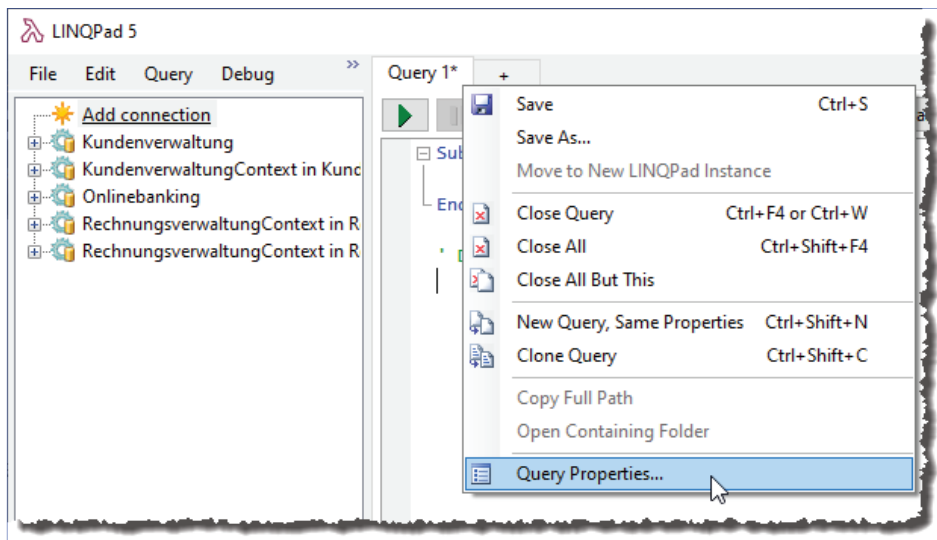 LINQPad 5
File Edit Query Debug »
Query 1* +
Add connection
Kundenverwaltung
KundenverwaltungContext in Kund
Onlinebanking
RechnungsverwaltungContext in R
RechnungsverwaltungContext in R
Sub
End
'
Save Ctrl+S
Save As...
Move to New LINQPad Instance
Close Query Ctrl+F4 or Ctrl+W
Close All Ctrl+Shift+F4
Close All But This
New Query, Same Properties Ctrl+Shift+N
Clone Query Ctrl+Shift+C
Copy Full Path
Open Containing Folder
Query Properties...